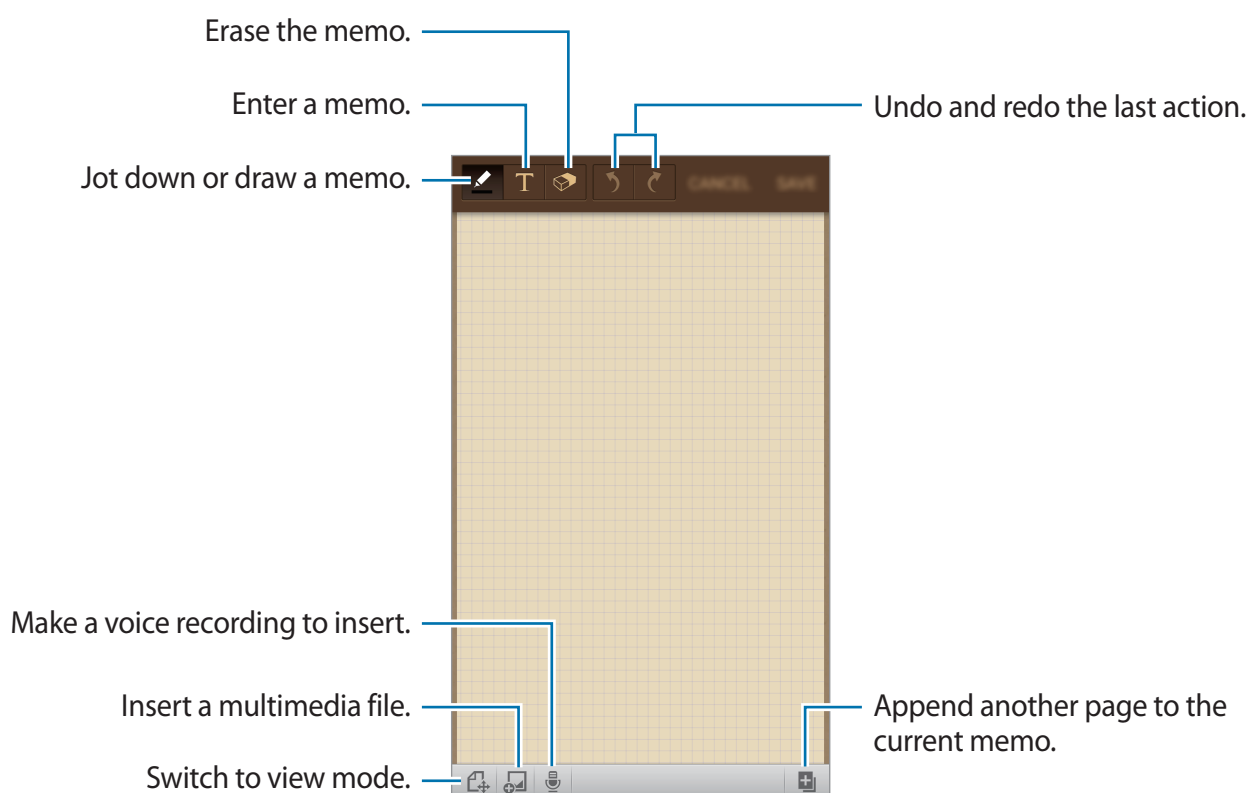 Erase the memo.
Enter a memo.
Undo and redo the last action.
Jot down or draw a memo.
T
CANCEL SAVE
Make a voice recording to insert.
Insert a multimedia file.
Append another page to the
current memo.
Switch to view mode.